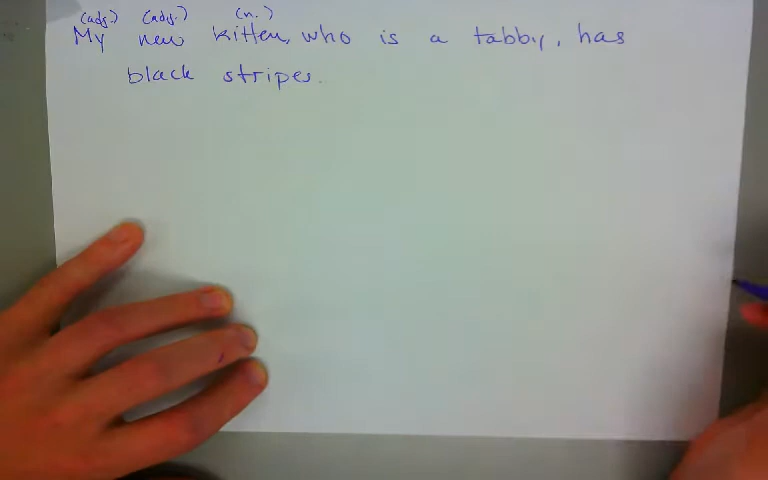 (adj.) (adj.) (n.)
My new kitten, who is a tabby, has
black stripes.